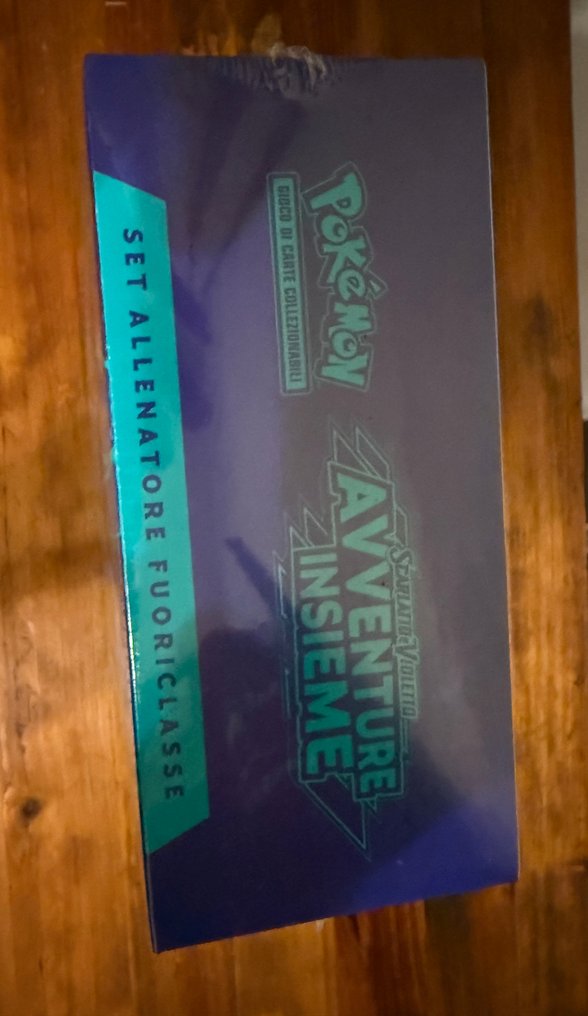 POKÉMON
GIOCO DI CARTE COLLEZIONABILI
SCARLATTO E VIOLETTO
AVVENTURE
INSIEME
SET ALLENATORE FUORICLASSE